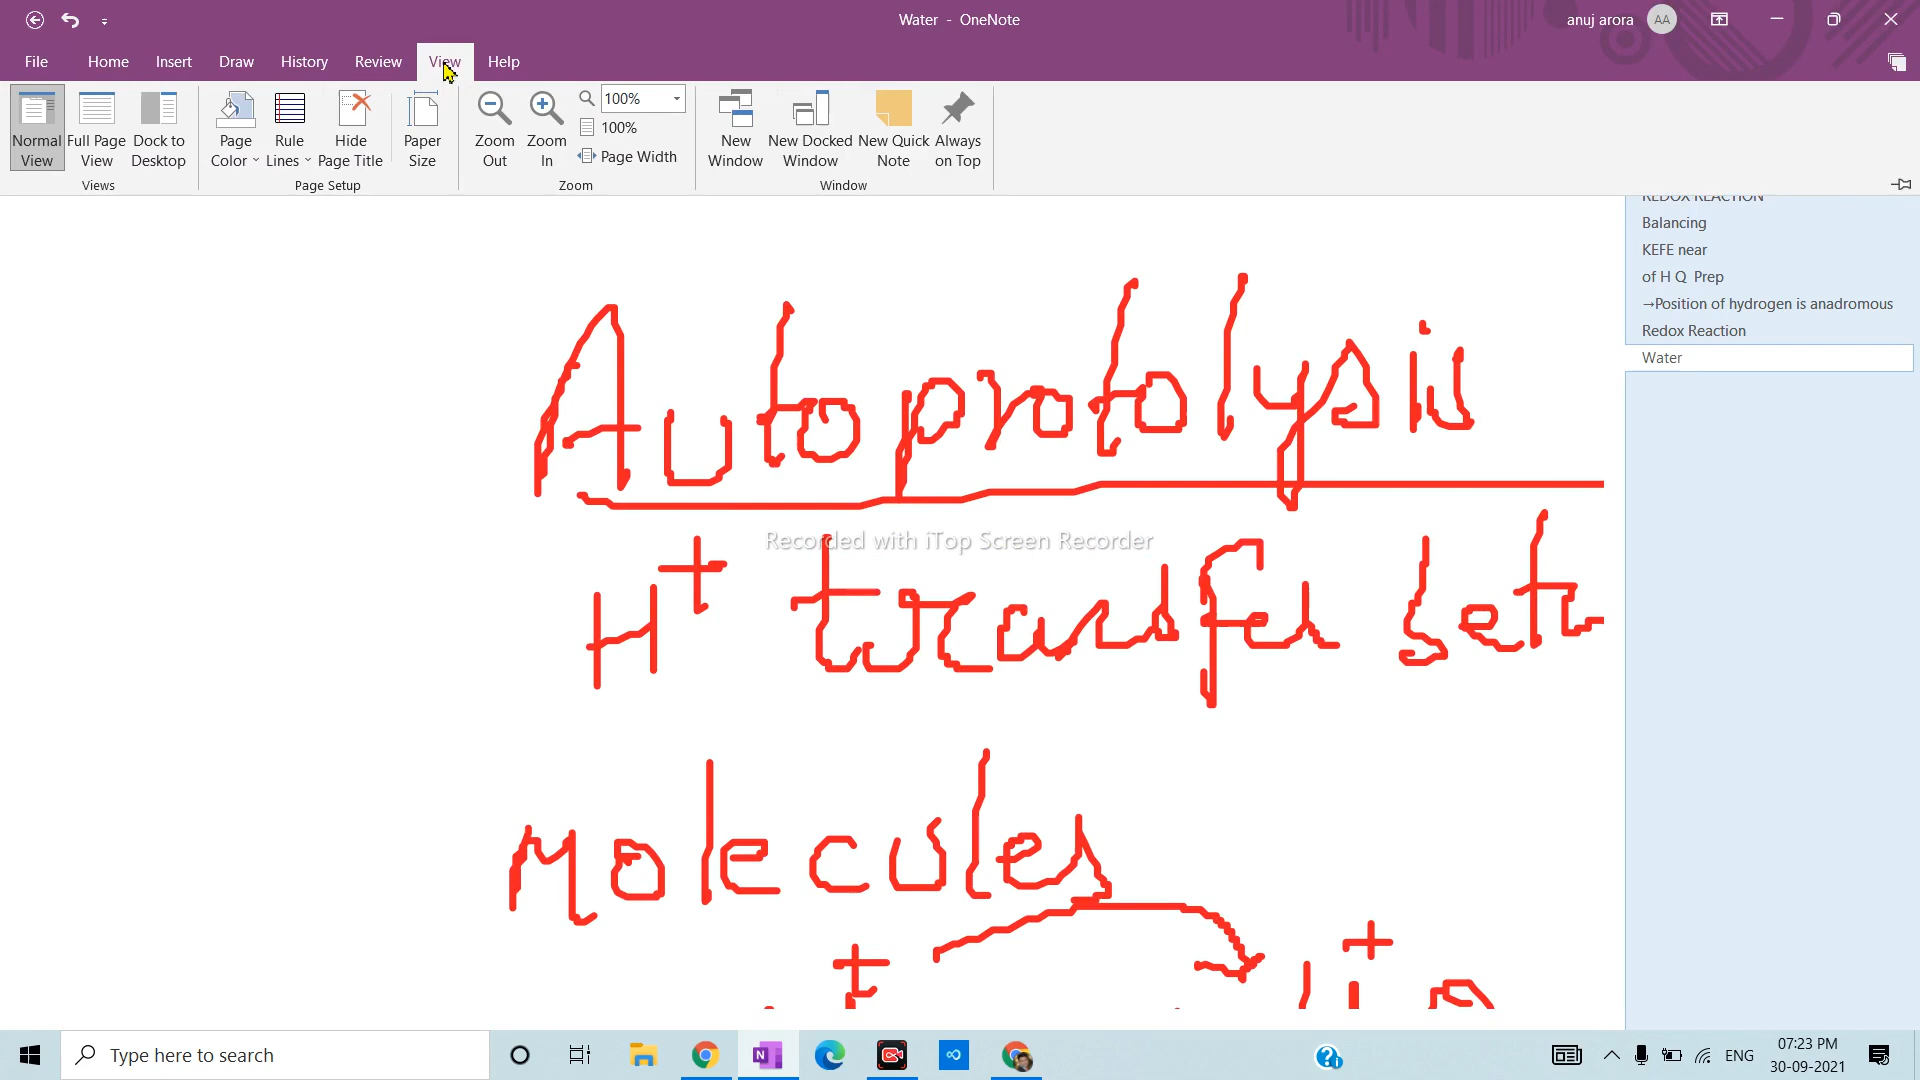 Water - OneNote
anuj arora
AA
File Home Insert Draw History Review View Help
Normal View
Full Page View
Dock to Desktop
Views
Page Color
Rule Lines
Hide Page Title
Paper Size
Page Setup
Zoom Out
Zoom In
100%
100%
Page Width
Zoom
New Window
New Docked Window
New Quick Note
Always on Top
Window
REDOX REACTION
Balancing
KEFE near
of H Q Prep
→Position of hydrogen is anadromous
Redox Reaction
Water
Autoprotolysis
Recorded with iTop Screen Recorder
H+
Molecules
Type here to search
ENG
07:23 PM
30-09-2021